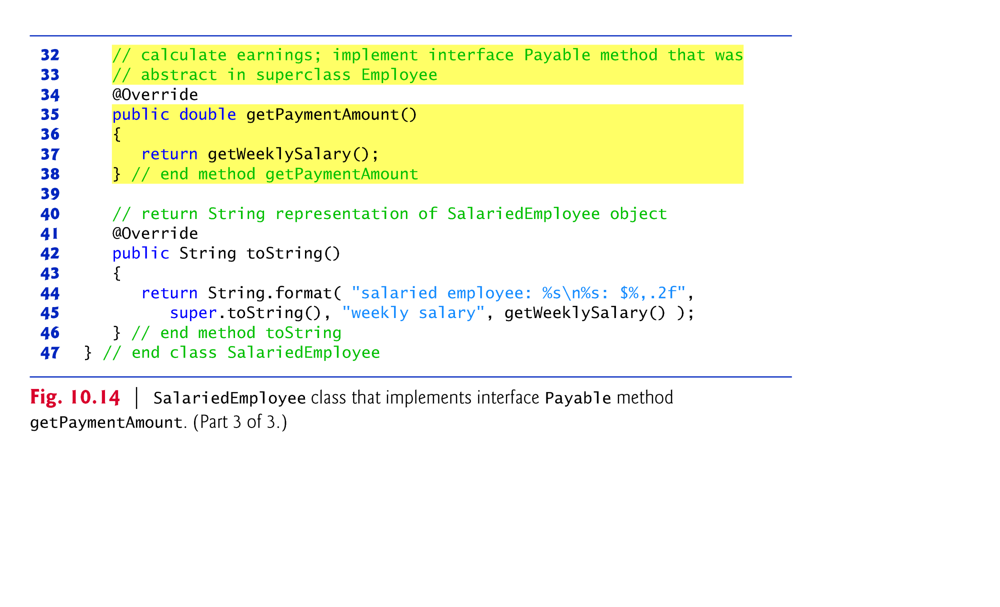 32 // calculate earnings; implement interface Payable method that was
33 // abstract in superclass Employee
34 @Override
35 public double getPaymentAmount()
36 {
37 return getWeeklySalary();
38 } // end method getPaymentAmount
39
40 // return String representation of SalariedEmployee object
41 @Override
42 public String toString()
43 {
44 return String.format( "salaried employee: %s\n%s: $%,.2f",
45 super.toString(), "weekly salary", getWeeklySalary() );
46 } // end method toString
47 } // end class SalariedEmployee
Fig. 10.14 | SalariedEmployee class that implements interface Payable method
getPaymentAmount. (Part 3 of 3.)